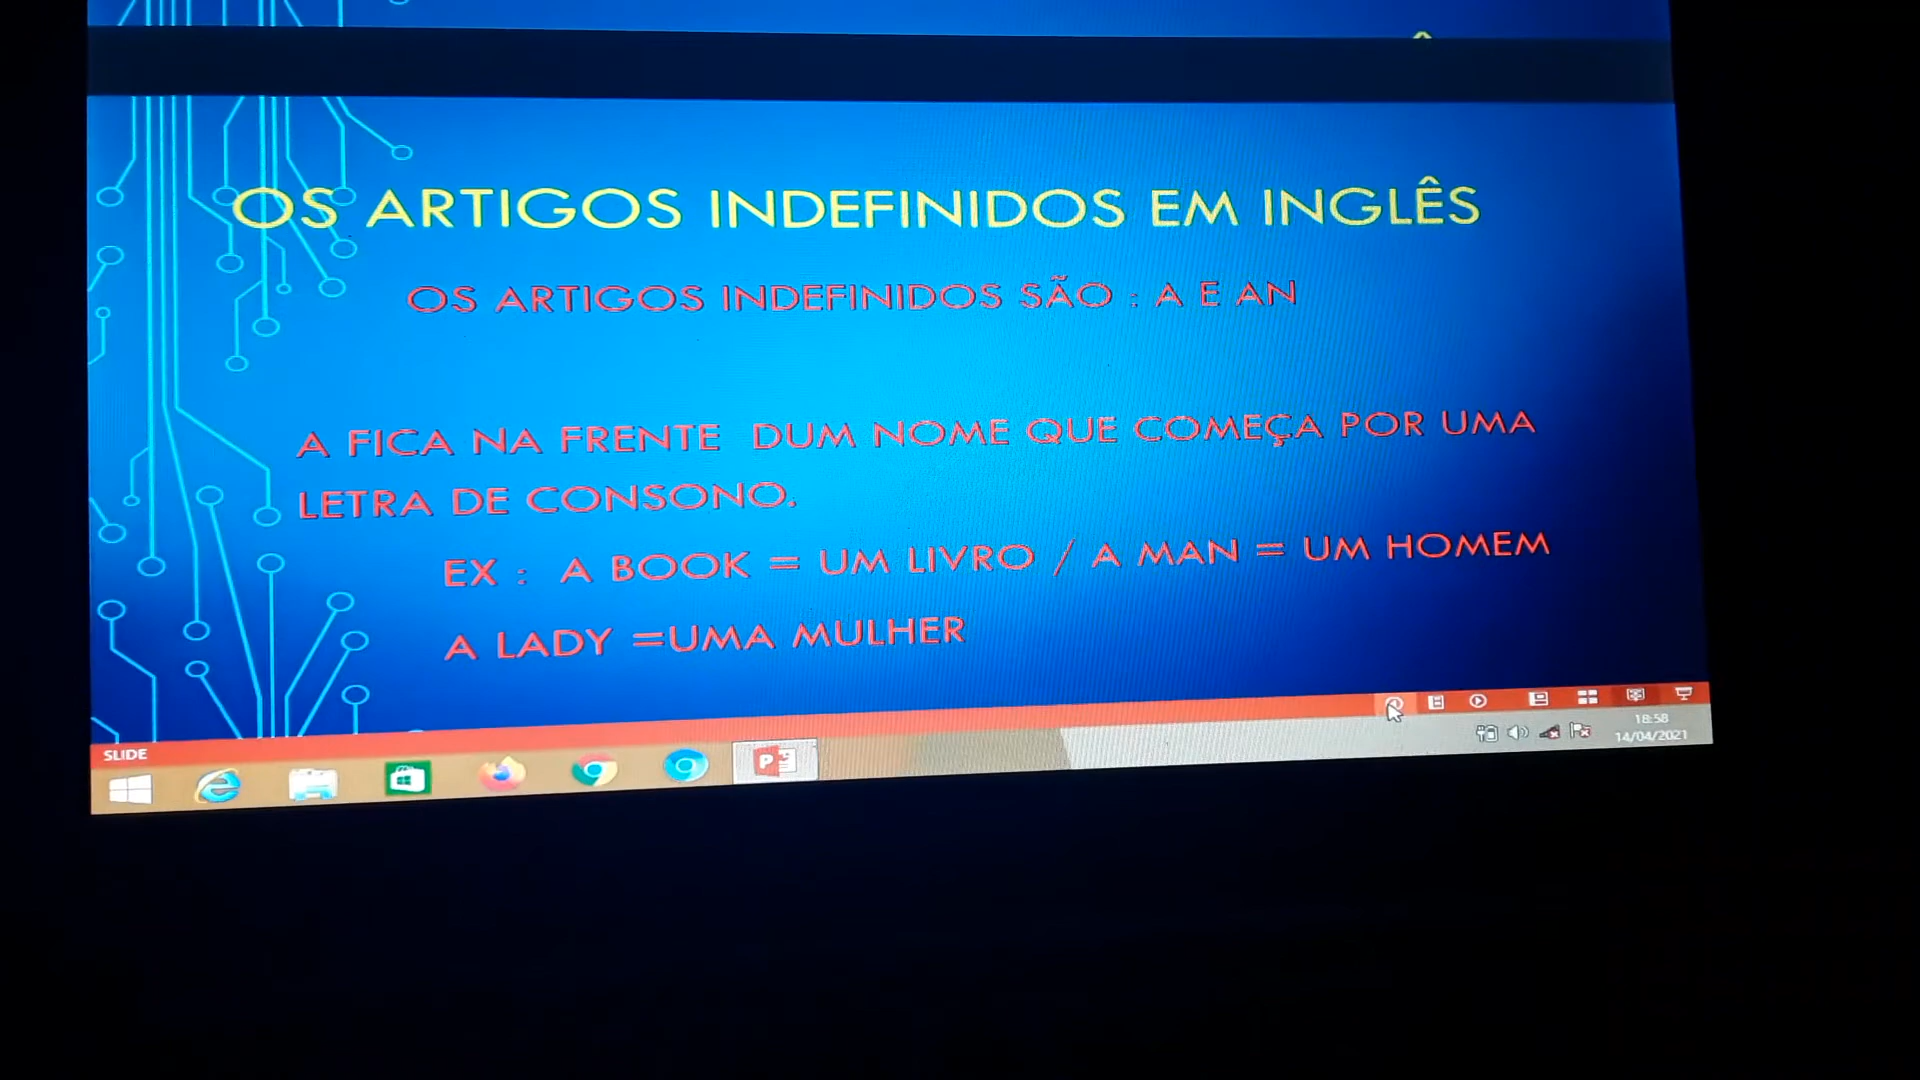 OS ARTIGOS INDEFINIDOS EM INGLÊS
OS ARTIGOS INDEFINIDOS SÃO : A E AN
A FICA NA FRENTE DUM NOME QUE COMEÇA POR UMA
LETRA DE CONSONO.
EX : A BOOK = UM LIVRO / A MAN = UM HOMEM
A LADY =UMA MULHER
SLIDE
18:58
14/04/2021